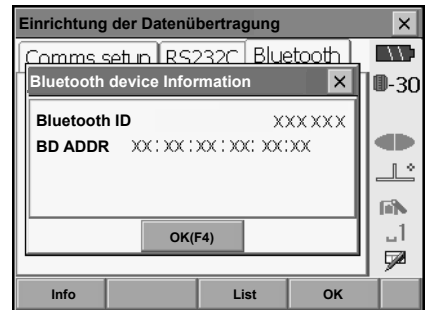 Einrichtung der Datenübertragung
Comms setup RS232C Bluetooth
Bluetooth device Information
-30
Bluetooth ID XXXXXX
BD ADDR XX:XX:XX:XX:XX:XX
1
OK(F4)
Info List OK